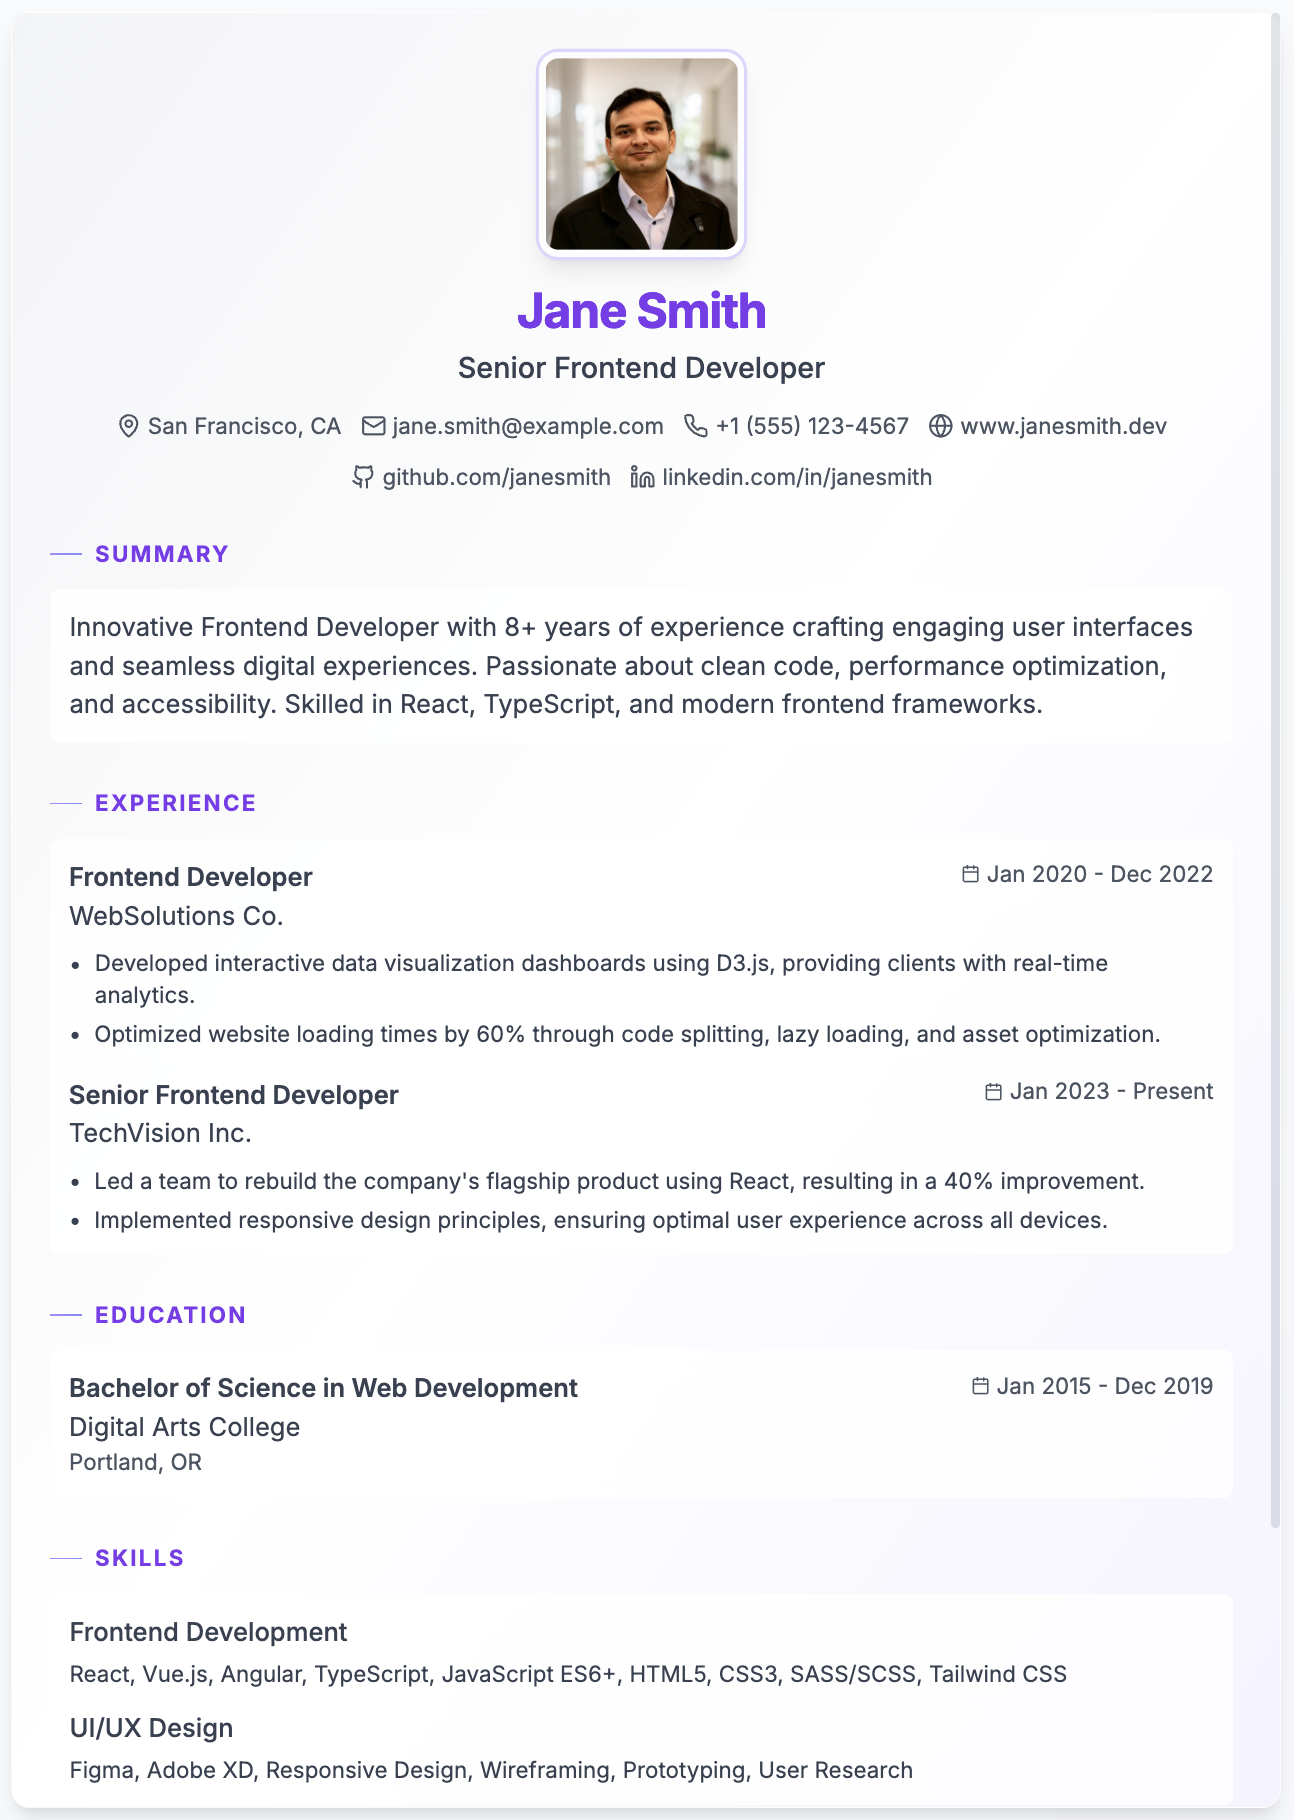 Jane Smith
Senior Frontend Developer
San Francisco, CA jane.smith@example.com +1 (555) 123-4567 www.janesmith.dev
github.com/janesmith linkedin.com/in/janesmith
SUMMARY
Innovative Frontend Developer with 8+ years of experience crafting engaging user interfaces
and seamless digital experiences. Passionate about clean code, performance optimization,
and accessibility. Skilled in React, TypeScript, and modern frontend frameworks.
EXPERIENCE
Frontend Developer Jan 2020 - Dec 2022
WebSolutions Co.
• Developed interactive data visualization dashboards using D3.js, providing clients with real-time
analytics.
• Optimized website loading times by 60% through code splitting, lazy loading, and asset optimization.
Senior Frontend Developer Jan 2023 - Present
TechVision Inc.
• Led a team to rebuild the company's flagship product using React, resulting in a 40% improvement.
• Implemented responsive design principles, ensuring optimal user experience across all devices.
EDUCATION
Bachelor of Science in Web Development Jan 2015 - Dec 2019
Digital Arts College
Portland, OR
SKILLS
Frontend Development
React, Vue.js, Angular, TypeScript, JavaScript ES6+, HTML5, CSS3, SASS/SCSS, Tailwind CSS
UI/UX Design
Figma, Adobe XD, Responsive Design, Wireframing, Prototyping, User Research